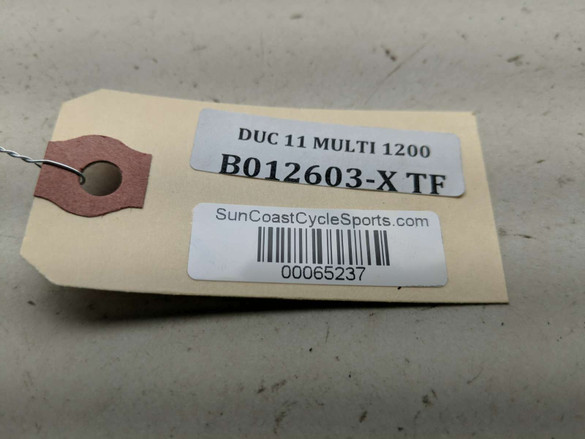 DUC 11 MULTI 1200
B012603-X TF
SunCoastCycleSports.com
00065237